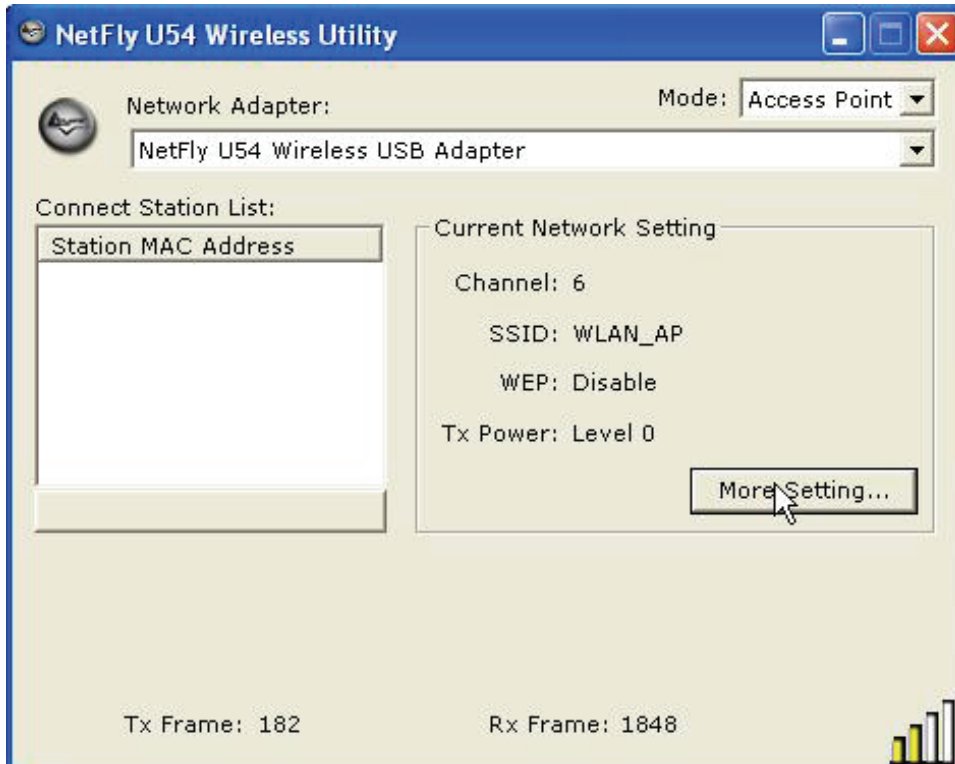 NetFly U54 Wireless Utility
Mode: Access Point
Network Adapter:
NetFly U54 Wireless USB Adapter
Connect Station List:
Station MAC Address
Current Network Setting
Channel: 6
SSID: WLAN_AP
WEP: Disable
Tx Power: Level 0
More Setting...
Tx Frame: 182
Rx Frame: 1848